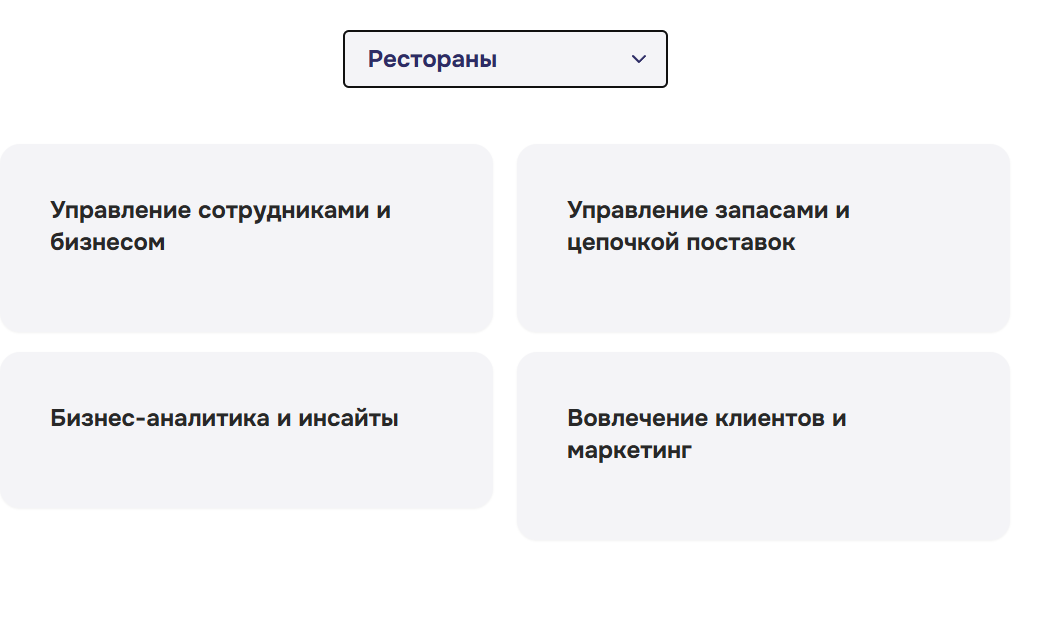 Рестораны
Управление сотрудниками и
бизнесом
Управление запасами и
цепочкой поставок
Бизнес-аналитика и инсайты
Вовлечение клиентов и
маркетинг